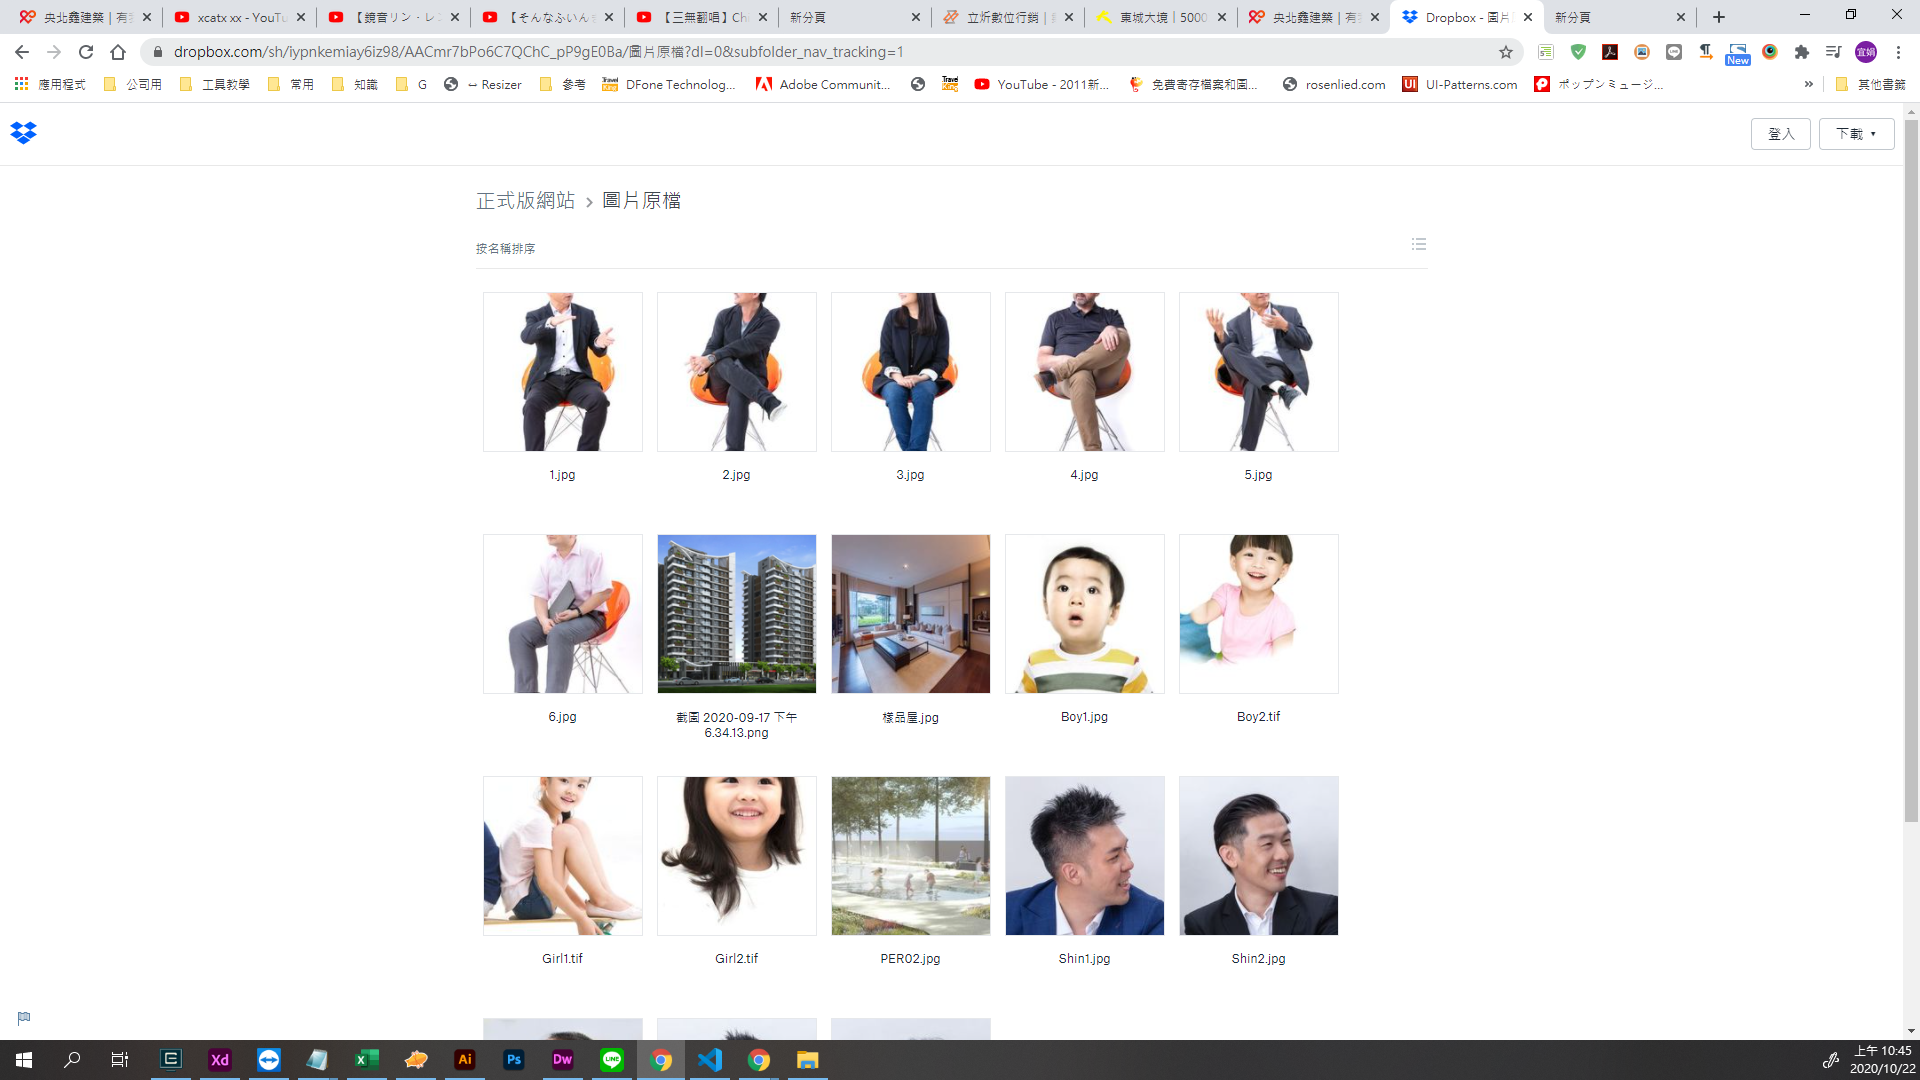 央北鑫建築 | 有
xcatx xx - YouTu
【鏡音リン・レン
【そんなふいん
【三無翻唱】Ch
新分頁
立炘數位行銷 |
東城大境 | 5000
央北鑫建築 | 有
Dropbox - 圖片
新分頁
dropbox.com/sh/iypnkemiay6iz98/AACmr7bPo6C7QChC_pP9gE0Ba/圖片原檔?dl=0&subfolder_nav_tracking=1
New
宜娟
應用程式
公司用
工具教學
常用
知識
G
Resizer
參考
DFone Technolog...
Adobe Communit...
YouTube - 2011新...
免費寄存檔案和圖...
rosenlied.com
UI-Patterns.com
ポップンミュージ...
其他書籤
登入
下載
正式版網站 › 圖片原檔
按名稱排序
1.jpg
2.jpg
3.jpg
4.jpg
5.jpg
6.jpg
截圖 2020-09-17 下午
6.34.13.png
樣品屋.jpg
Boy1.jpg
Boy2.tif
Girl1.tif
Girl2.tif
PER02.jpg
Shin1.jpg
Shin2.jpg
Xd
Ai
Ps
Dw
LINE
上午 10:45
2020/10/22